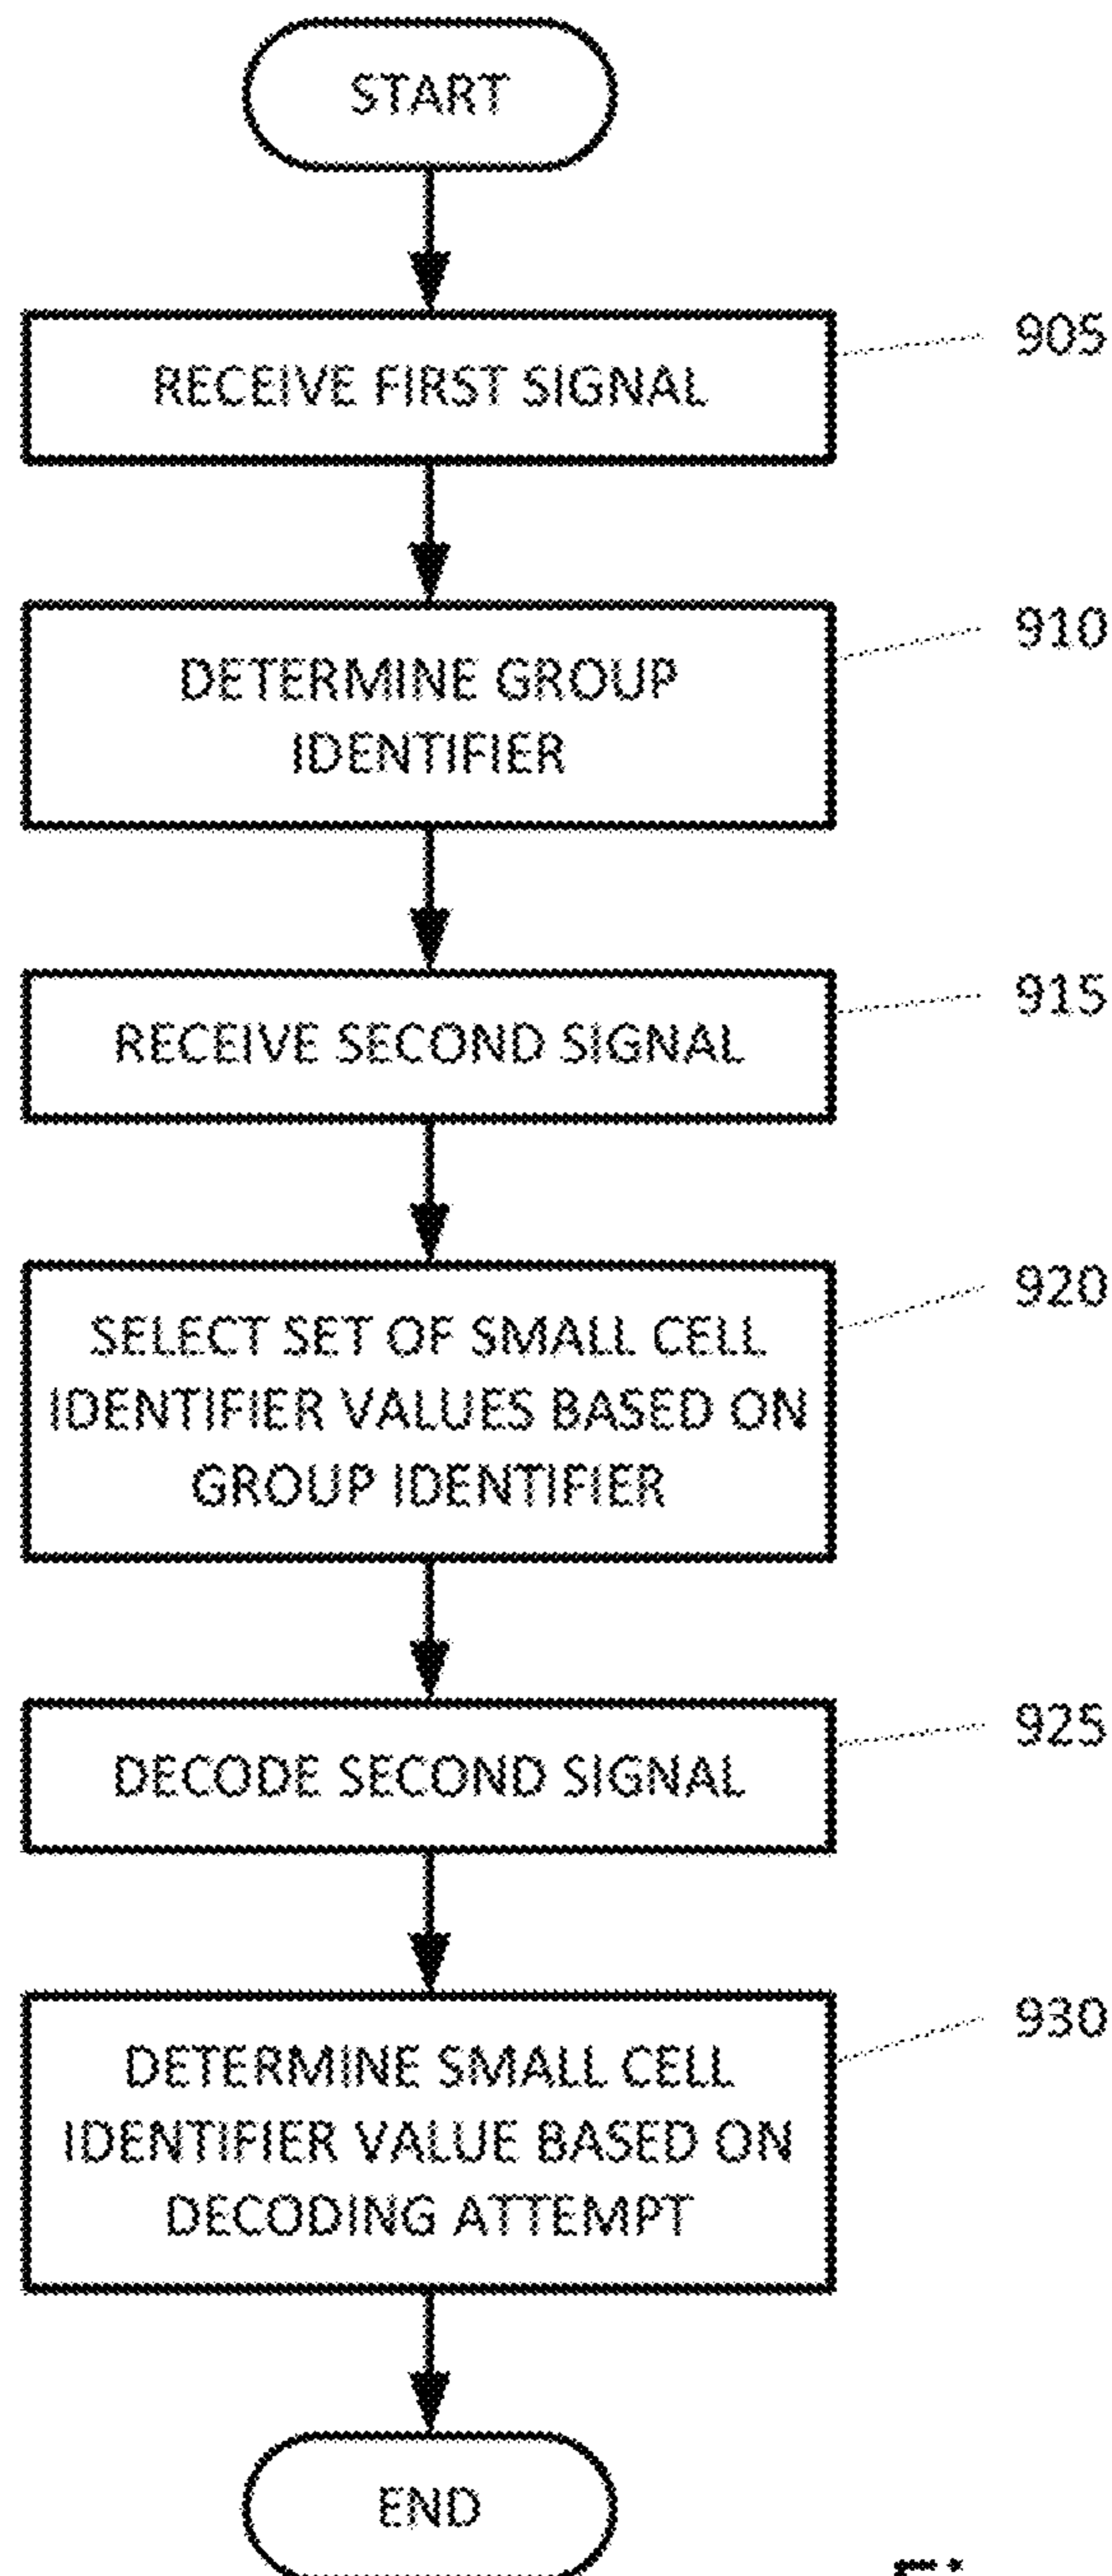 START
RECEIVE FIRST SIGNAL
905
DETERMINE GROUP
IDENTIFIER
910
RECEIVE SECOND SIGNAL
915
SELECT SET OF SMALL CELL
IDENTIFIER VALUES BASED ON
GROUP IDENTIFIER
920
DECODE SECOND SIGNAL
925
DETERMINE SMALL CELL
IDENTIFIER VALUE BASED ON
DECODING ATTEMPT
930
END